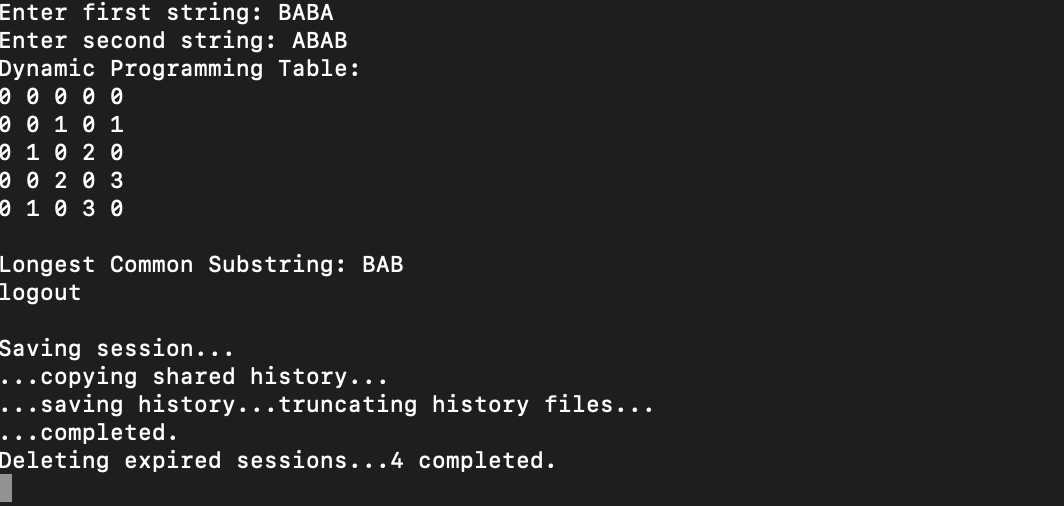 Enter first string: BABA
Enter second string: ABAB
Dynamic Programming Table:
0 0 0 0 0
0 0 1 0 1
0 1 0 2 0
0 0 2 0 3
0 1 0 3 0
Longest Common Substring: BAB
logout
Saving session...
...copying shared history...
...saving history...truncating history files...
...completed.
Deleting expired sessions...4 completed.